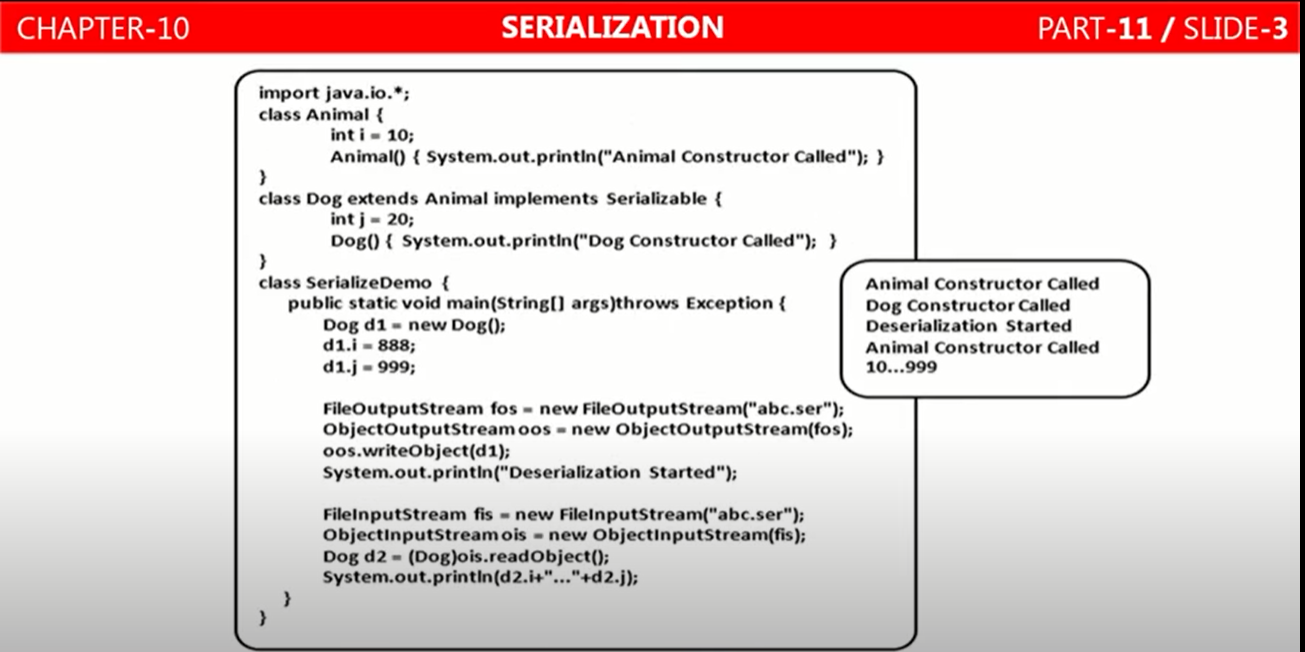 CHAPTER-10
SERIALIZATION
PART-11 / SLIDE-3
import java.io.*;
class Animal {
int i = 10;
Animal() { System.out.println("Animal Constructor Called"); }
}
class Dog extends Animal implements Serializable {
int j = 20;
Dog() { System.out.println("Dog Constructor Called"); }
}
class SerializeDemo {
public static void main(String[] args)throws Exception {
Dog d1 = new Dog();
d1.i = 888;
d1.j = 999;
FileOutputStream fos = new FileOutputStream("abc.ser");
ObjectOutputStream oos = new ObjectOutputStream(fos);
oos.writeObject(d1);
System.out.println("Deserialization Started");
FileInputStream fis = new FileInputStream("abc.ser");
ObjectInputStream ois = new ObjectInputStream(fis);
Dog d2 = (Dog)ois.readObject();
System.out.println(d2.i+"..."+d2.j);
}
}
Animal Constructor Called
Dog Constructor Called
Deserialization Started
Animal Constructor Called
10...999